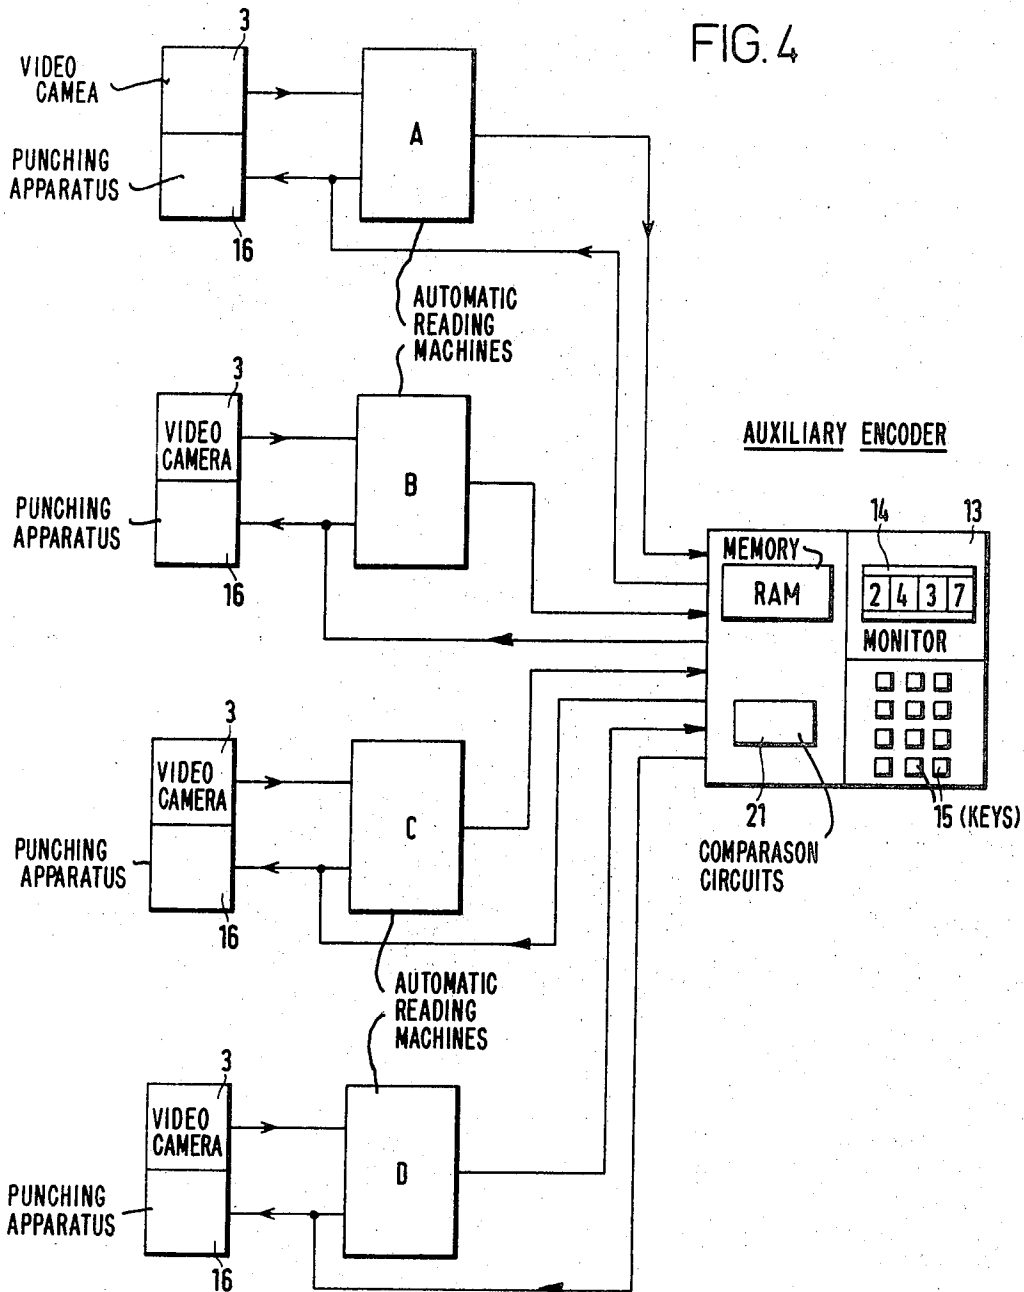 FIG. 4
3
VIDEO
CAMEA
A
PUNCHING
APPARATUS
16
AUTOMATIC
READING
MACHINES
3
VIDEO
CAMERA
B
PUNCHING
APPARATUS
16
AUXILIARY ENCODER
14
13
MEMORY
RAM
2 4 3 7
MONITOR
21
15 (KEYS)
COMPARASON
CIRCUITS
3
VIDEO
CAMERA
C
PUNCHING
APPARATUS
16
AUTOMATIC
READING
MACHINES
3
VIDEO
CAMERA
D
PUNCHING
APPARATUS
16